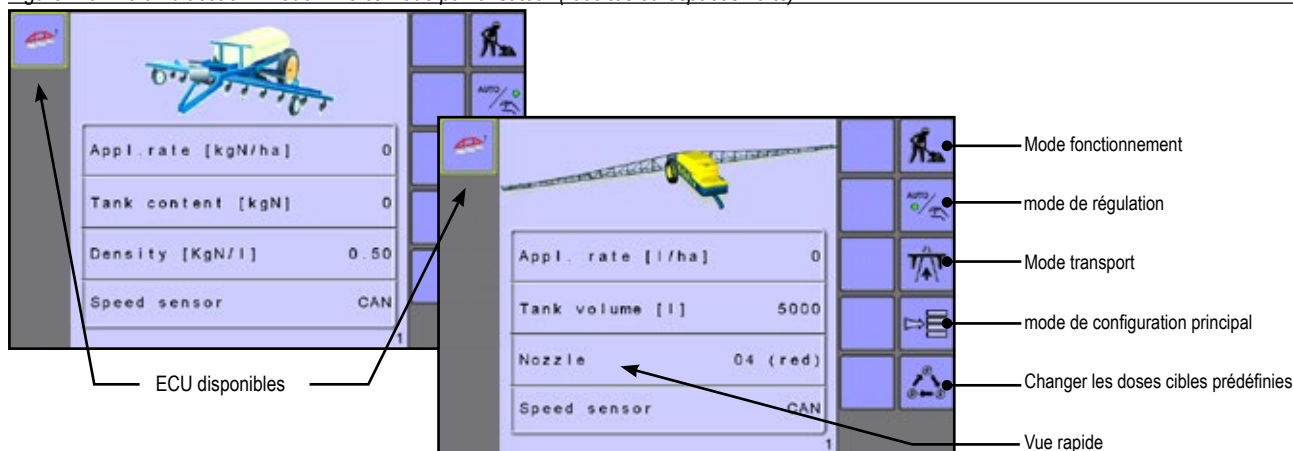 AUTO
Appl.rate [kgN/ha] 0
Tank content [kgN] 0
Density [KgN/l] 0.50
Speed sensor CAN
1
ECU disponibles
AUTO
Appl. rate [l/ha] 0
Tank volume [l] 5000
Nozzle 04 (red)
Speed sensor CAN
1
Mode fonctionnement
mode de régulation
Mode transport
mode de configuration principal
Changer les doses cibles prédéfinies
Vue rapide